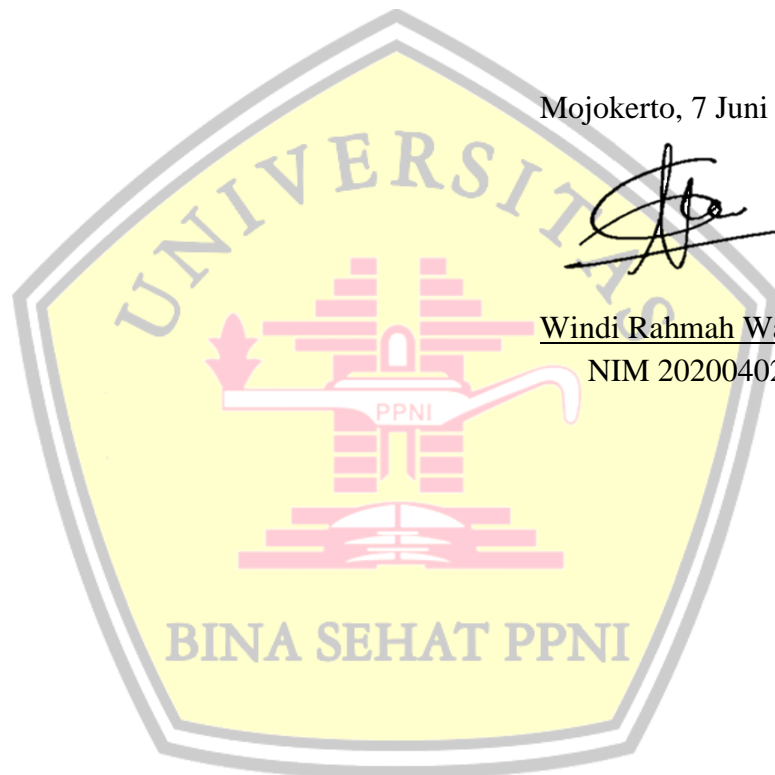 Mojokerto, 7 Juni
UNIVERSITAS
Windi Rahmah Wa
NIM 20200402
PPNI
BINA SEHAT PPNI